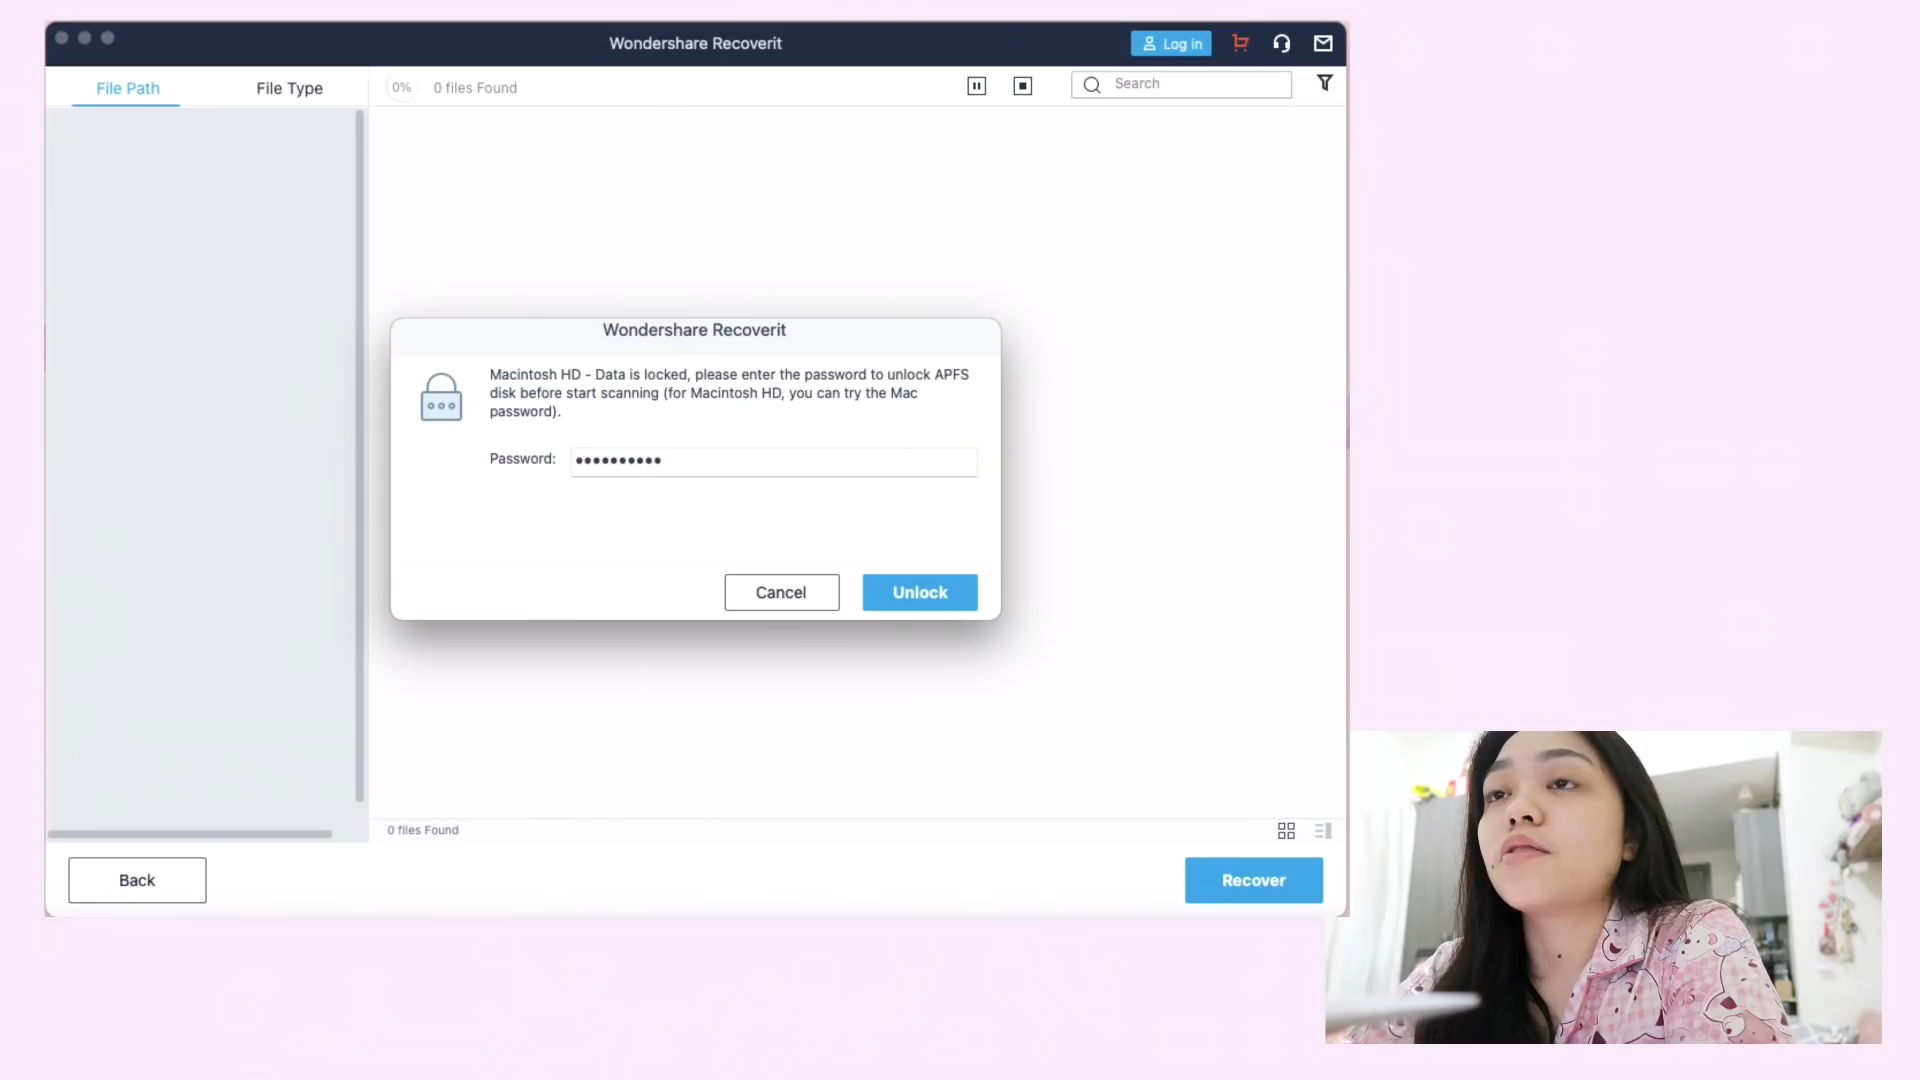 Wondershare Recoverit
Log in
File Path
File Type
0%
0 files Found
Search
Wondershare Recoverit
Macintosh HD - Data is locked, please enter the password to unlock APFS
disk before start scanning (for Macintosh HD, you can try the Mac
password).
Password: ••••••••••
Cancel
Unlock
0 files Found
Back
Recover